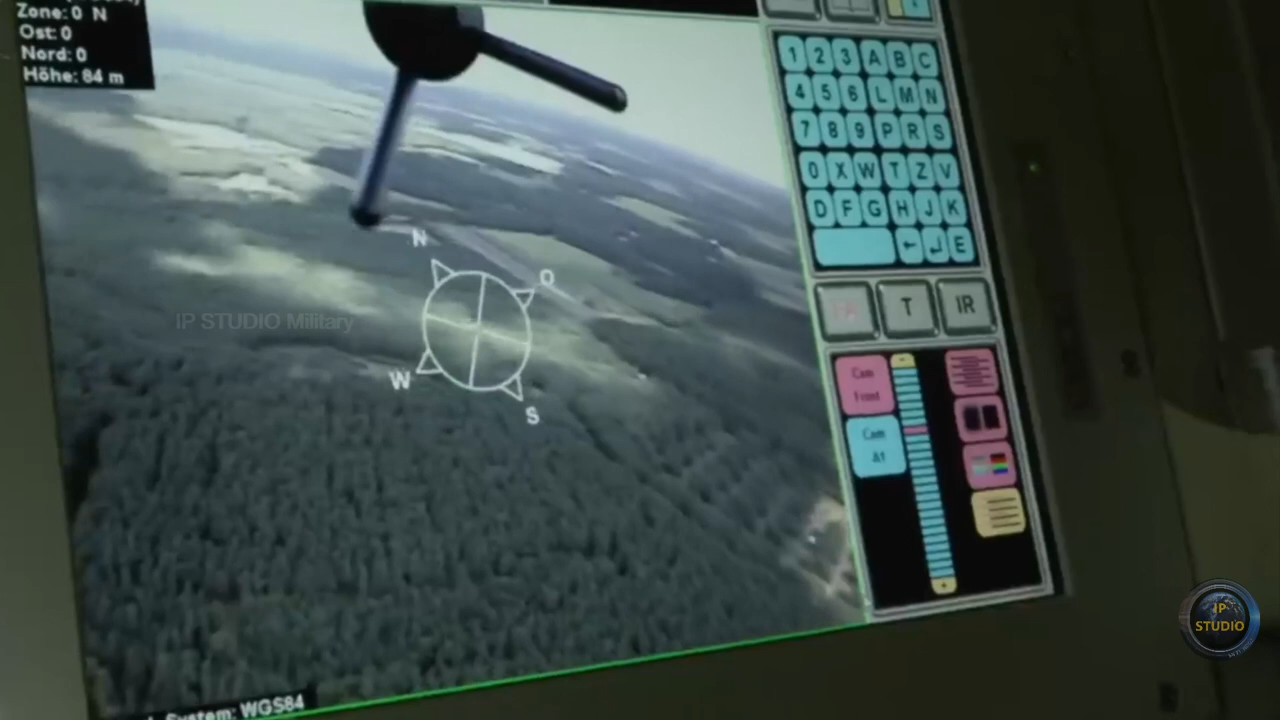 Zone: 0 N
Ost: 0
Nord: 0
Höhe: 84 m
N
O
W
S
IP STUDIO Military
System: WGS84
1 2 3 A B C
4 5 6 L M N
7 8 9 P R S
0 X W T Z V
D F G H J K
E
T IR
Cam
Front
Cam
IP
STUDIO